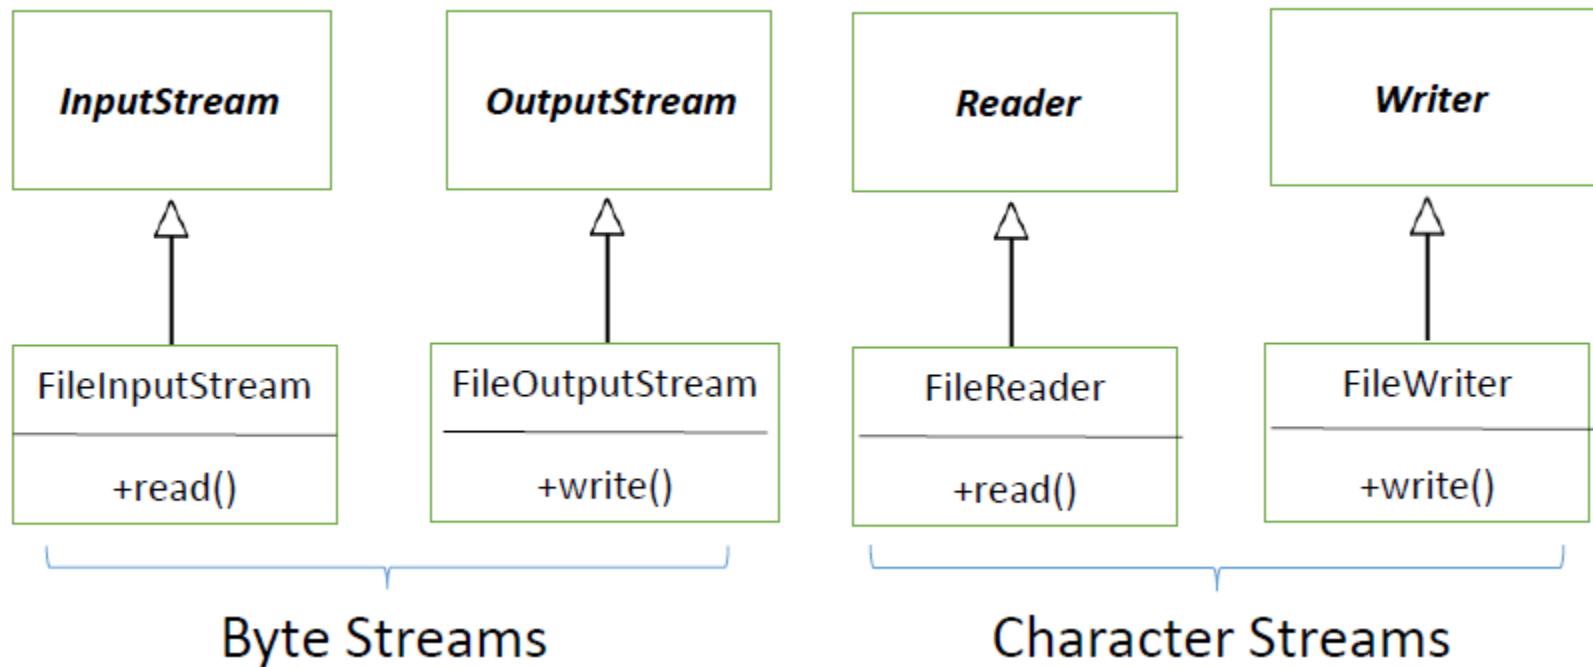 InputStream
OutputStream
Reader
Writer
FileInputStream
+read()
FileOutputStream
+write()
FileReader
+read()
FileWriter
+write()
Byte Streams
Character Streams